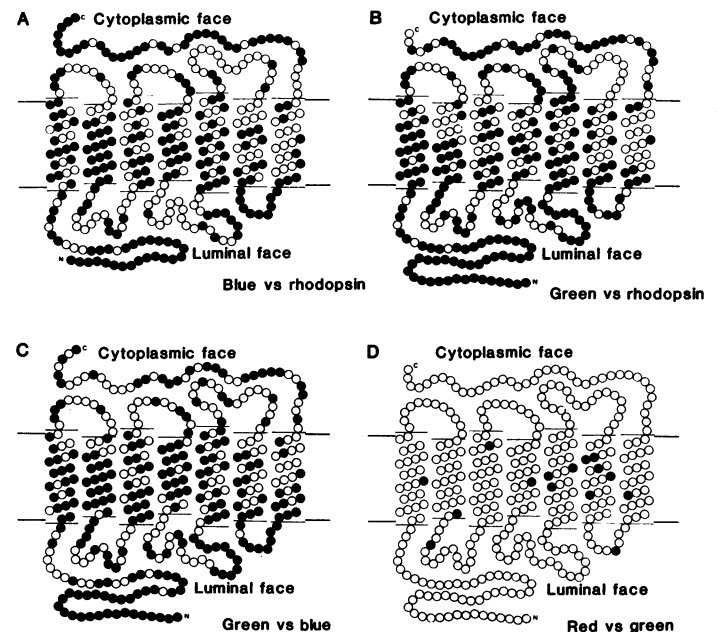 A
Cytoplasmic face
C
N
Luminal face
Blue vs rhodopsin
B
Cytoplasmic face
C
Luminal face
N
Green vs rhodopsin
C
Cytoplasmic face
C
Luminal face
N
Green vs blue
D
Cytoplasmic face
C
Luminal face
N
Red vs green